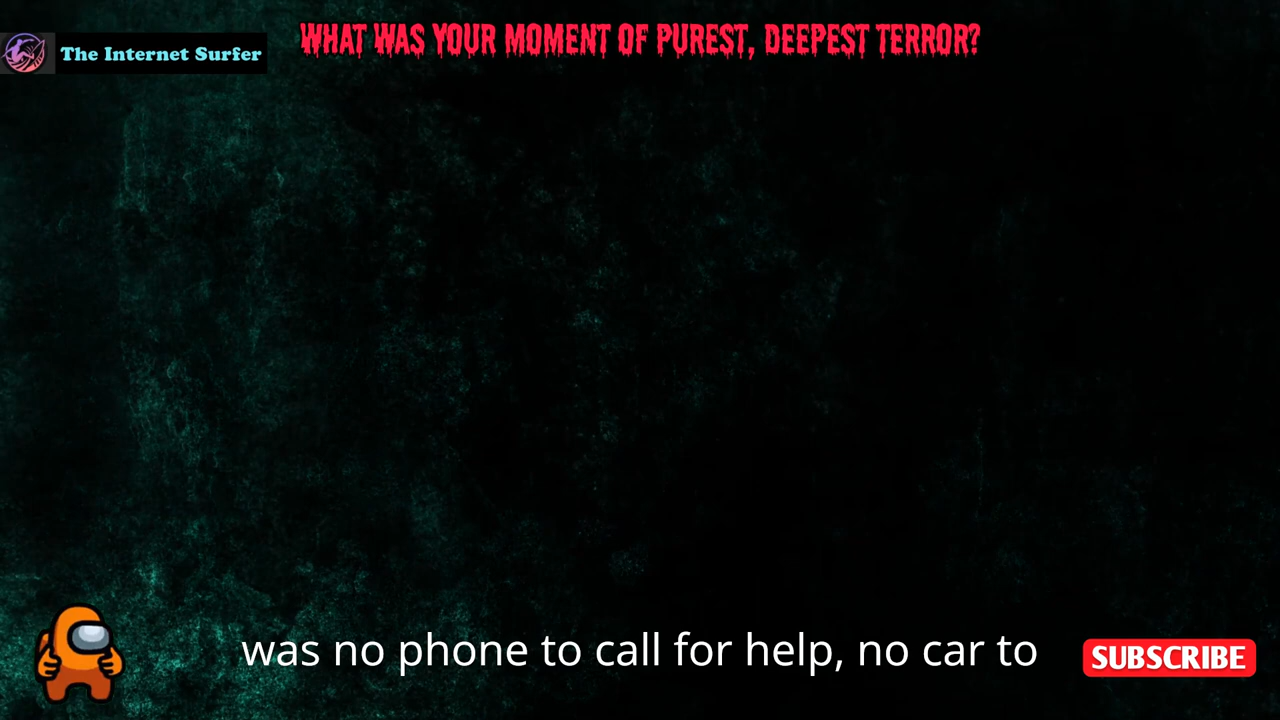 WHAT WAS YOUR MOMENT OF PUREST, DEEPEST TERROR?
The Internet Surfer
was no phone to call for help, no car to
SUBSCRIBE